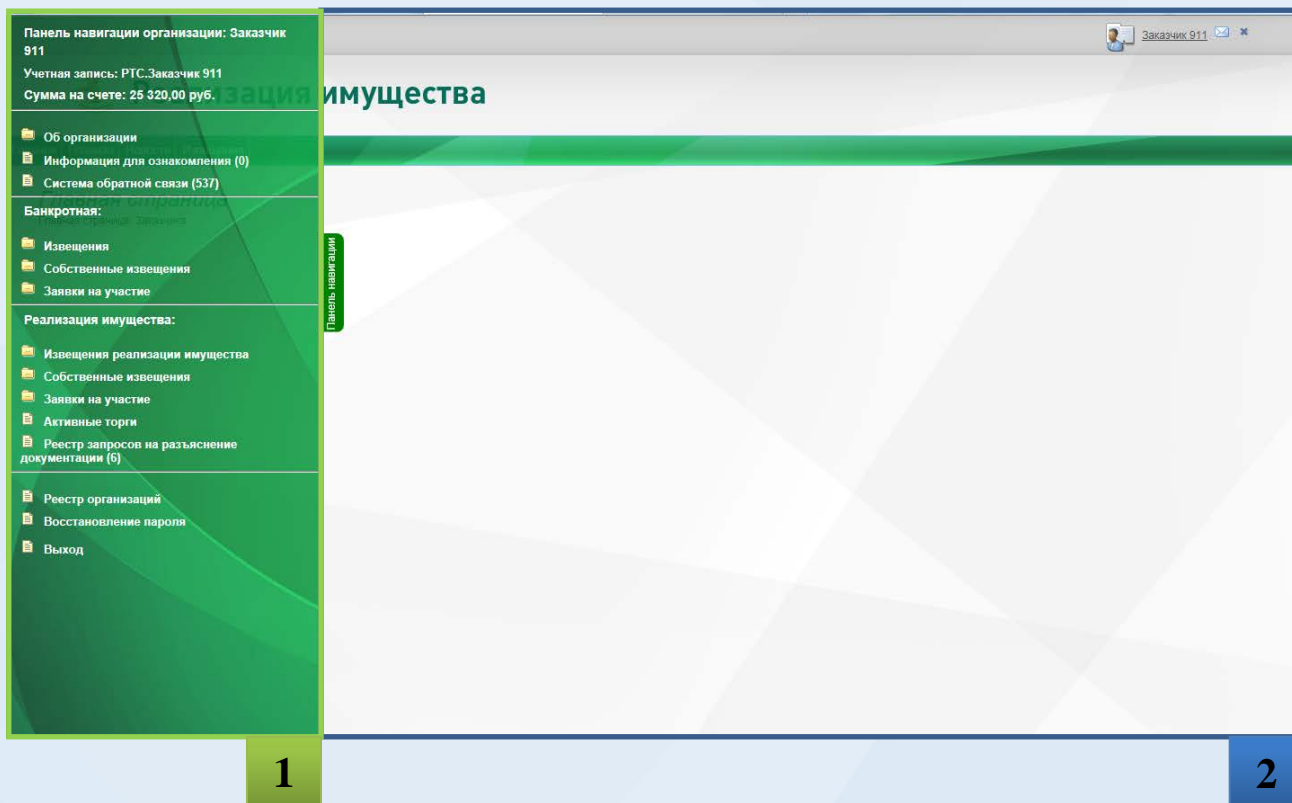 Панель навигации организации: Заказчик
911
Учетная запись: РТС.Заказчик 911
Сумма на счете: 25 320,00 руб.
Заказчик 911
Реализация имущества
Об организации
Информация для ознакомления (0)
Система обратной связи (537)
Главная страница
Банкротная:
Извещения
Собственные извещения
Заявки на участие
Панель навигации
Реализация имущества:
Извещения реализации имущества
Собственные извещения
Заявки на участие
Активные торги
Реестр запросов на разъяснение
документации (6)
Реестр организаций
Восстановление пароля
Выход
1
2